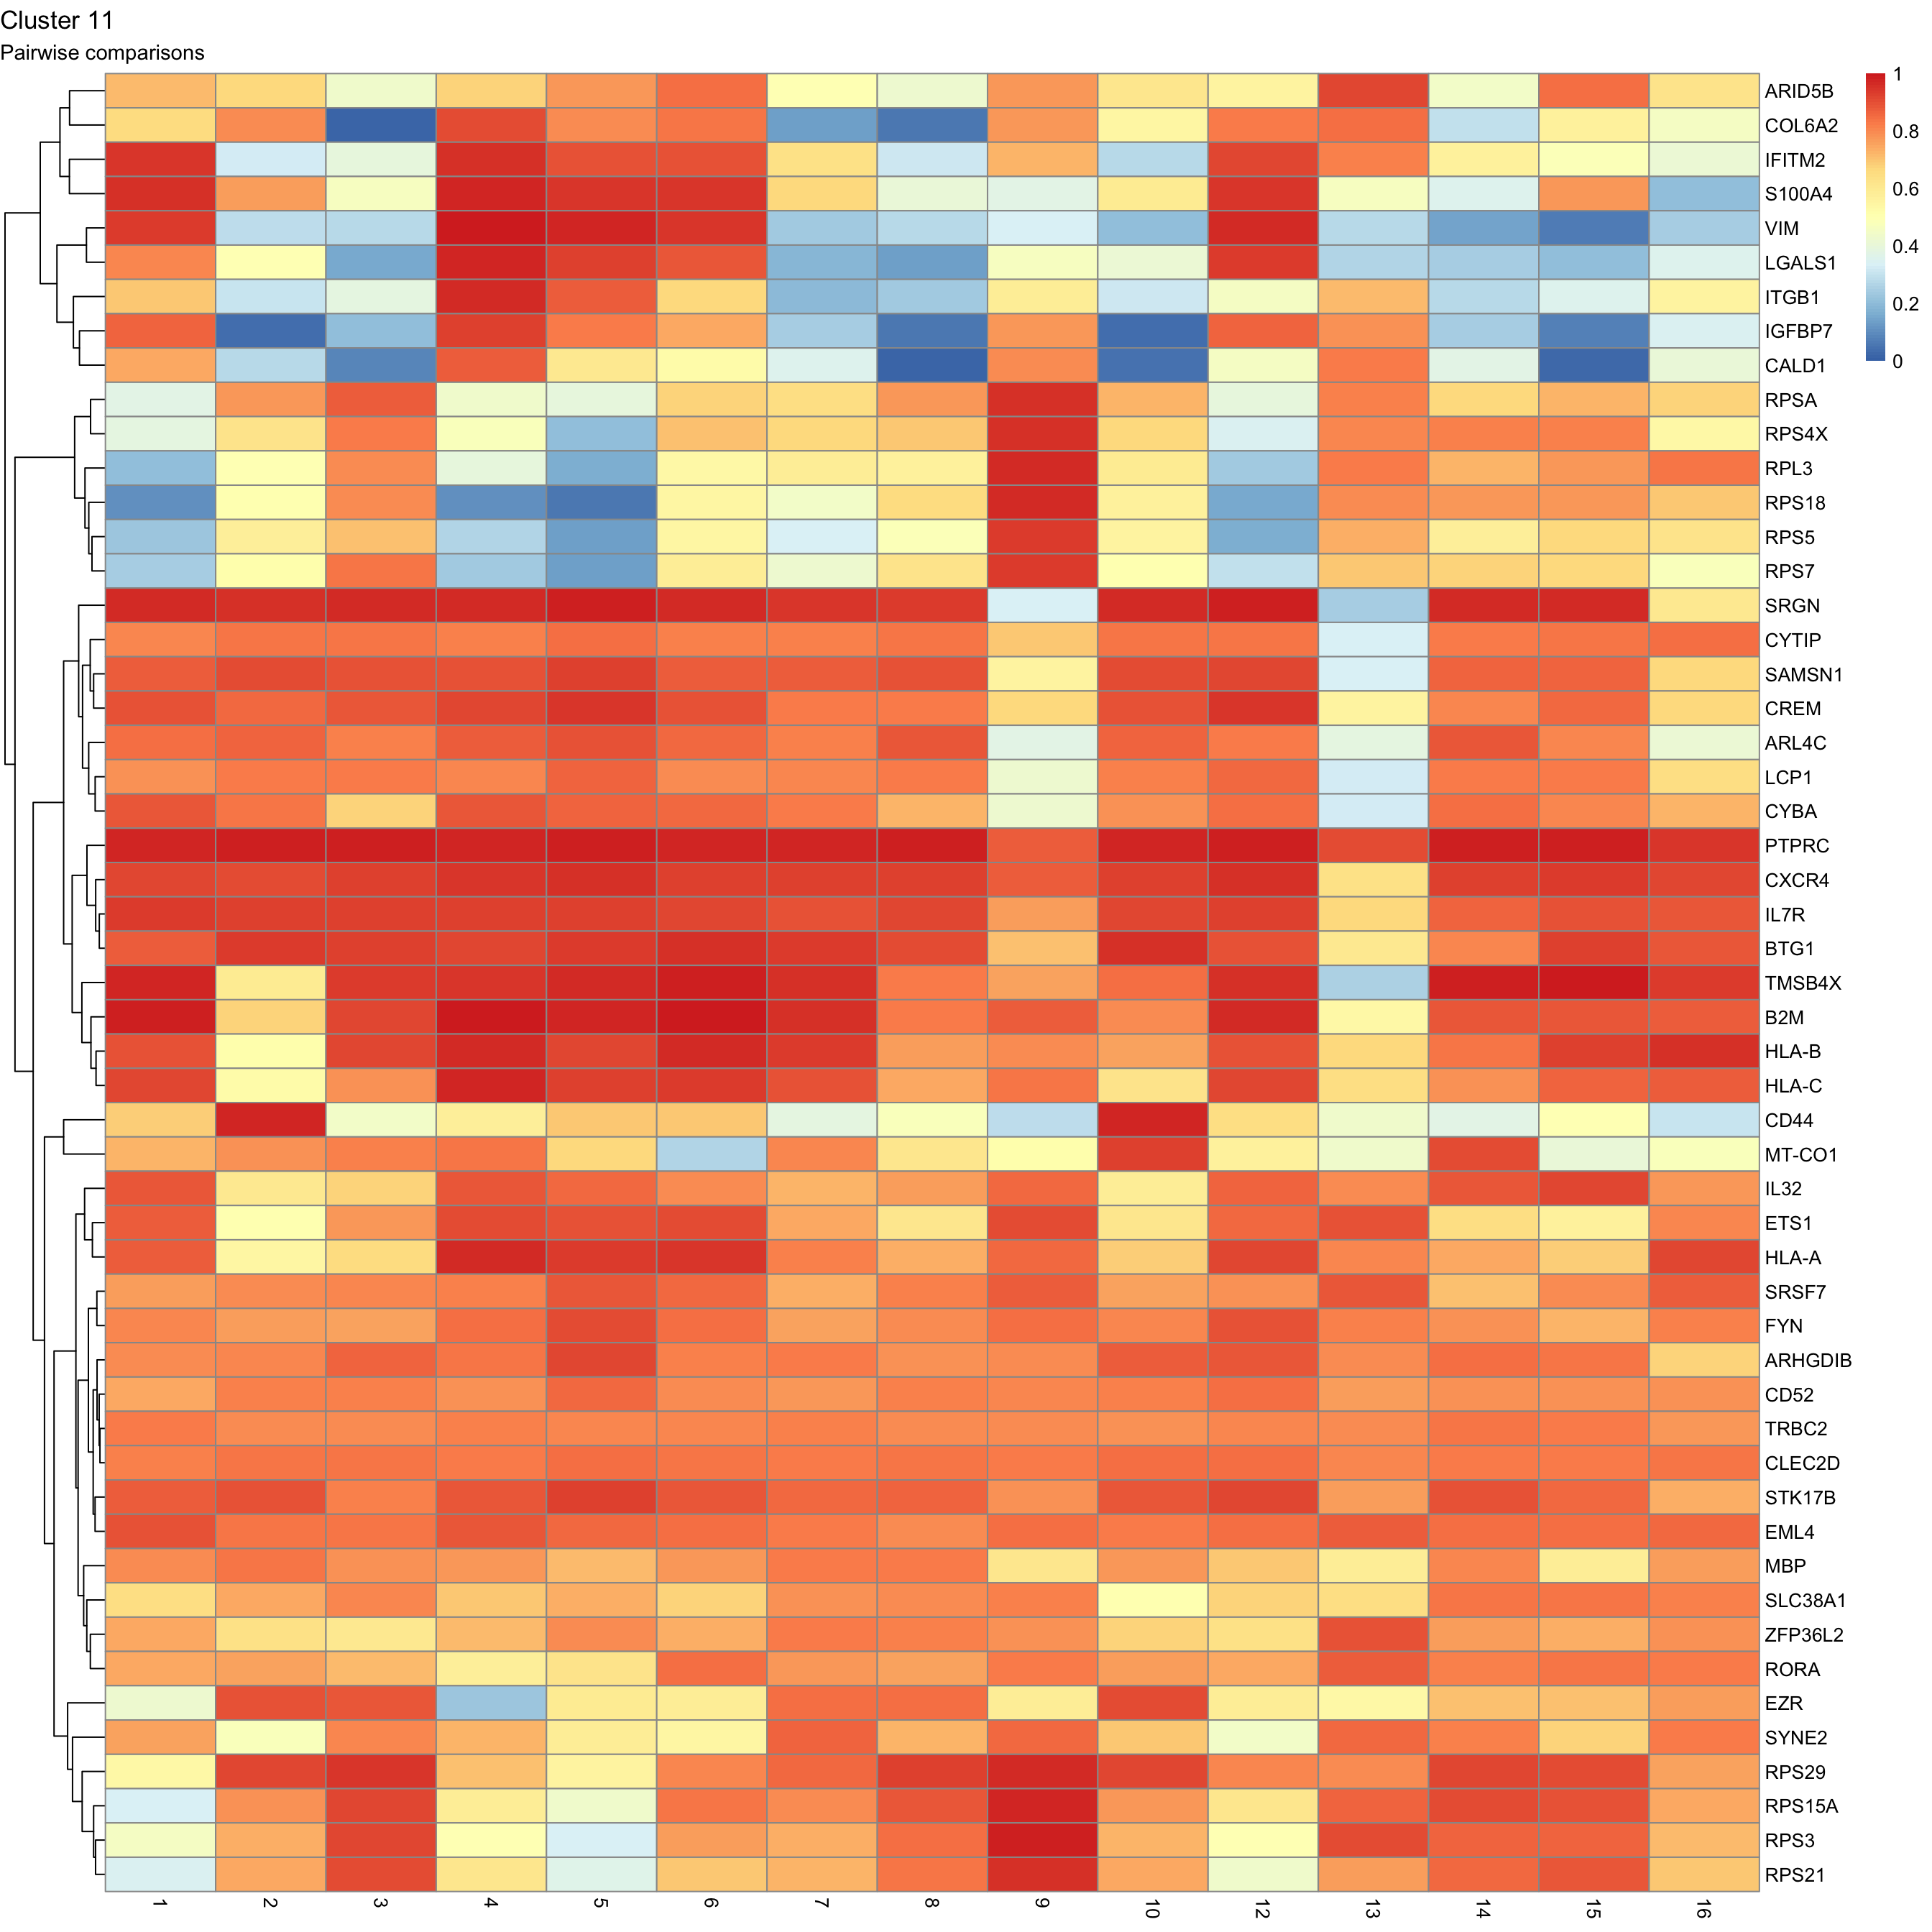 Cluster 11
Pairwise comparisons
1
0.8
0.6
0.4
0.2
0
ARID5B
COL6A2
IFITM2
S100A4
VIM
LGALS1
ITGB1
IGFBP7
CALD1
RPSA
RPS4X
RPL3
RPS18
RPS5
RPS7
SRGN
CYTIP
SAMSN1
CREM
ARL4C
LCP1
CYBA
PTPRC
CXCR4
IL7R
BTG1
TMSB4X
B2M
HLA-B
HLA-C
CD44
MT-CO1
IL32
ETS1
HLA-A
SRSF7
FYN
ARHGDIB
CD52
TRBC2
CLEC2D
STK17B
EML4
MBP
SLC38A1
ZFP36L2
RORA
EZR
SYNE2
RPS29
RPS15A
RPS3
RPS21
1 2 3 4 5 6 7 8 9 10 12 13 14 15 16